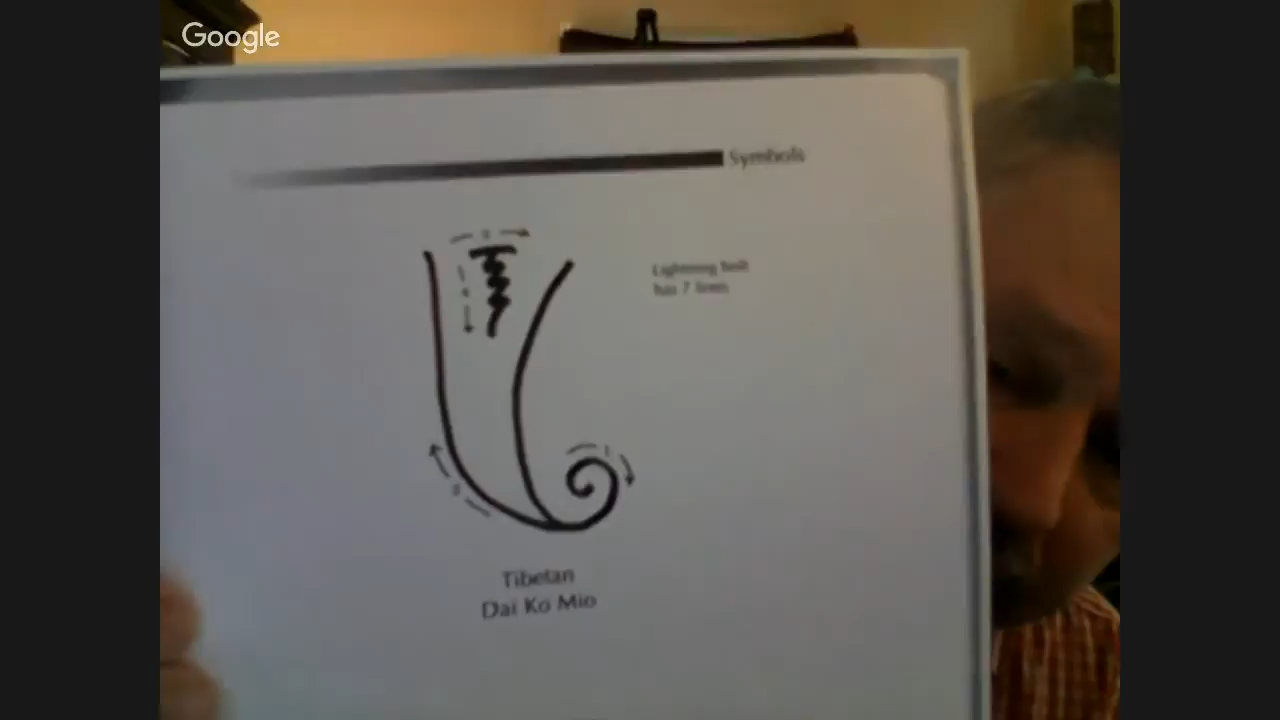 Google
Symbols
Lightning bolt
has 7 lines
Tibetan
Dai Ko Mio